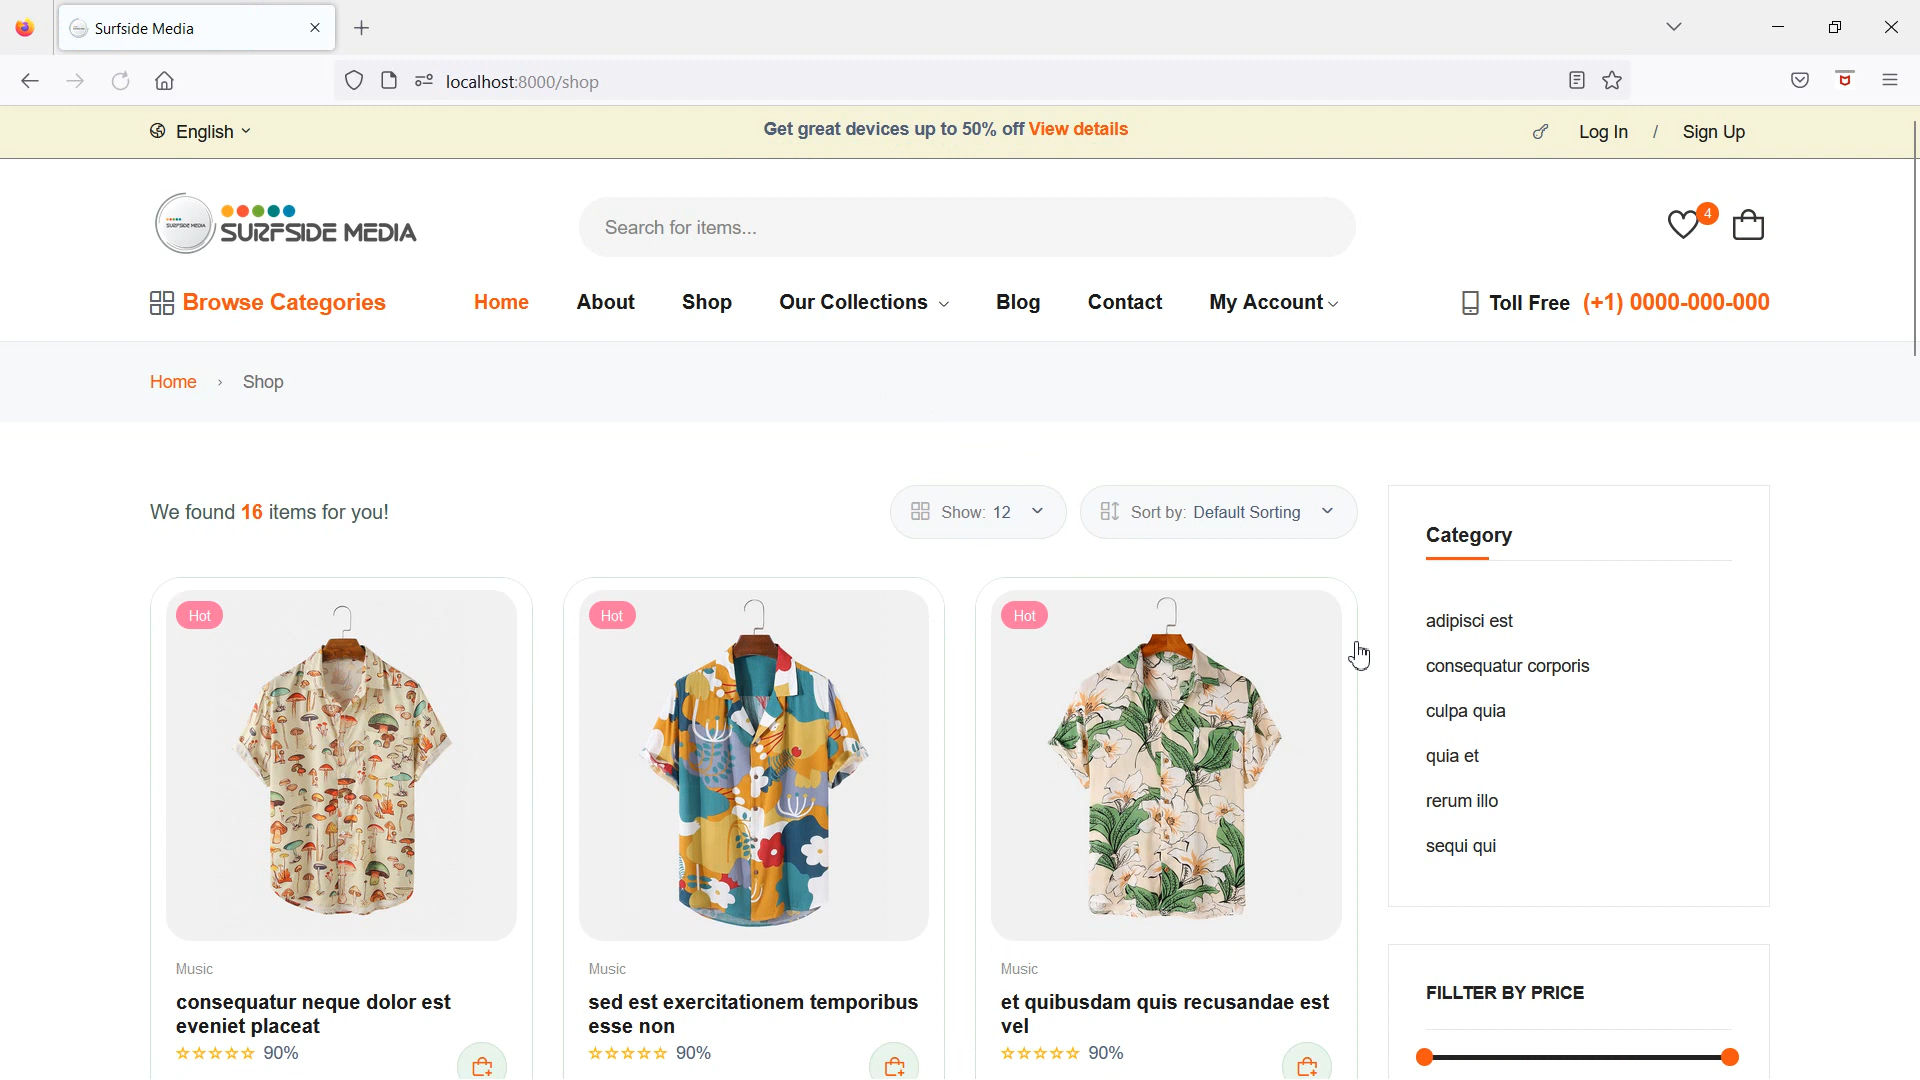 Surfside Media
localhost:8000/shop
English
Get great devices up to 50% off View details
Log In / Sign Up
SURFSIDE MEDIA SURFSIDE MEDIA
Search for items...
4
Browse Categories
Home About Shop Our Collections Blog Contact My Account
Toll Free (+1) 0000-000-000
Home › Shop
We found 16 items for you!
Show: 12
Sort by: Default Sorting
Hot
Hot
Hot
Music
consequatur neque dolor est
eveniet placeat
90%
Music
sed est exercitationem temporibus
esse non
90%
Music
et quibusdam quis recusandae est
vel
90%
Category
adipisci est
consequatur corporis
culpa quia
quia et
rerum illo
sequi qui
FILLTER BY PRICE